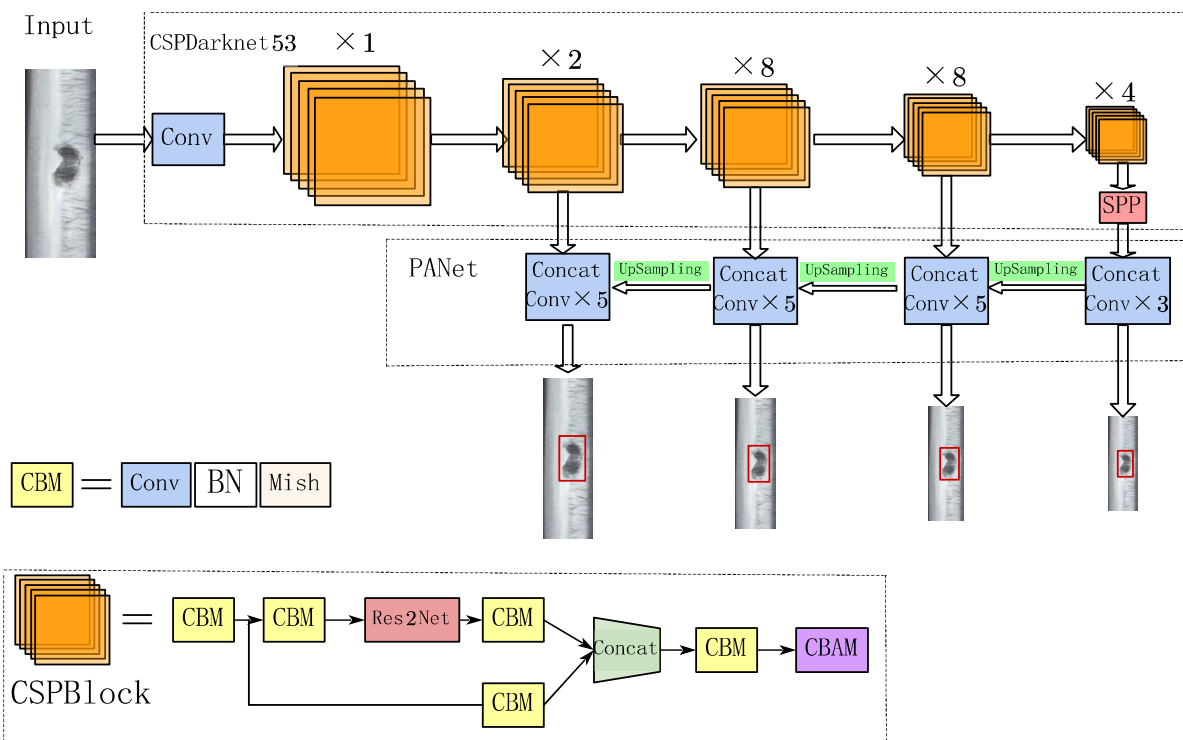 Input
CSPDarknet53
×1
×2
×8
×8
×4
Conv
SPP
PANet
UpSampling
UpSampling
UpSampling
Concat
Conv×5
Concat
Conv×5
Concat
Conv×5
Concat
Conv×3
CBM = Conv BN Mish
= CBM CBM Res2Net CBM
Concat CBM CBAM
CBM
CSPBlock